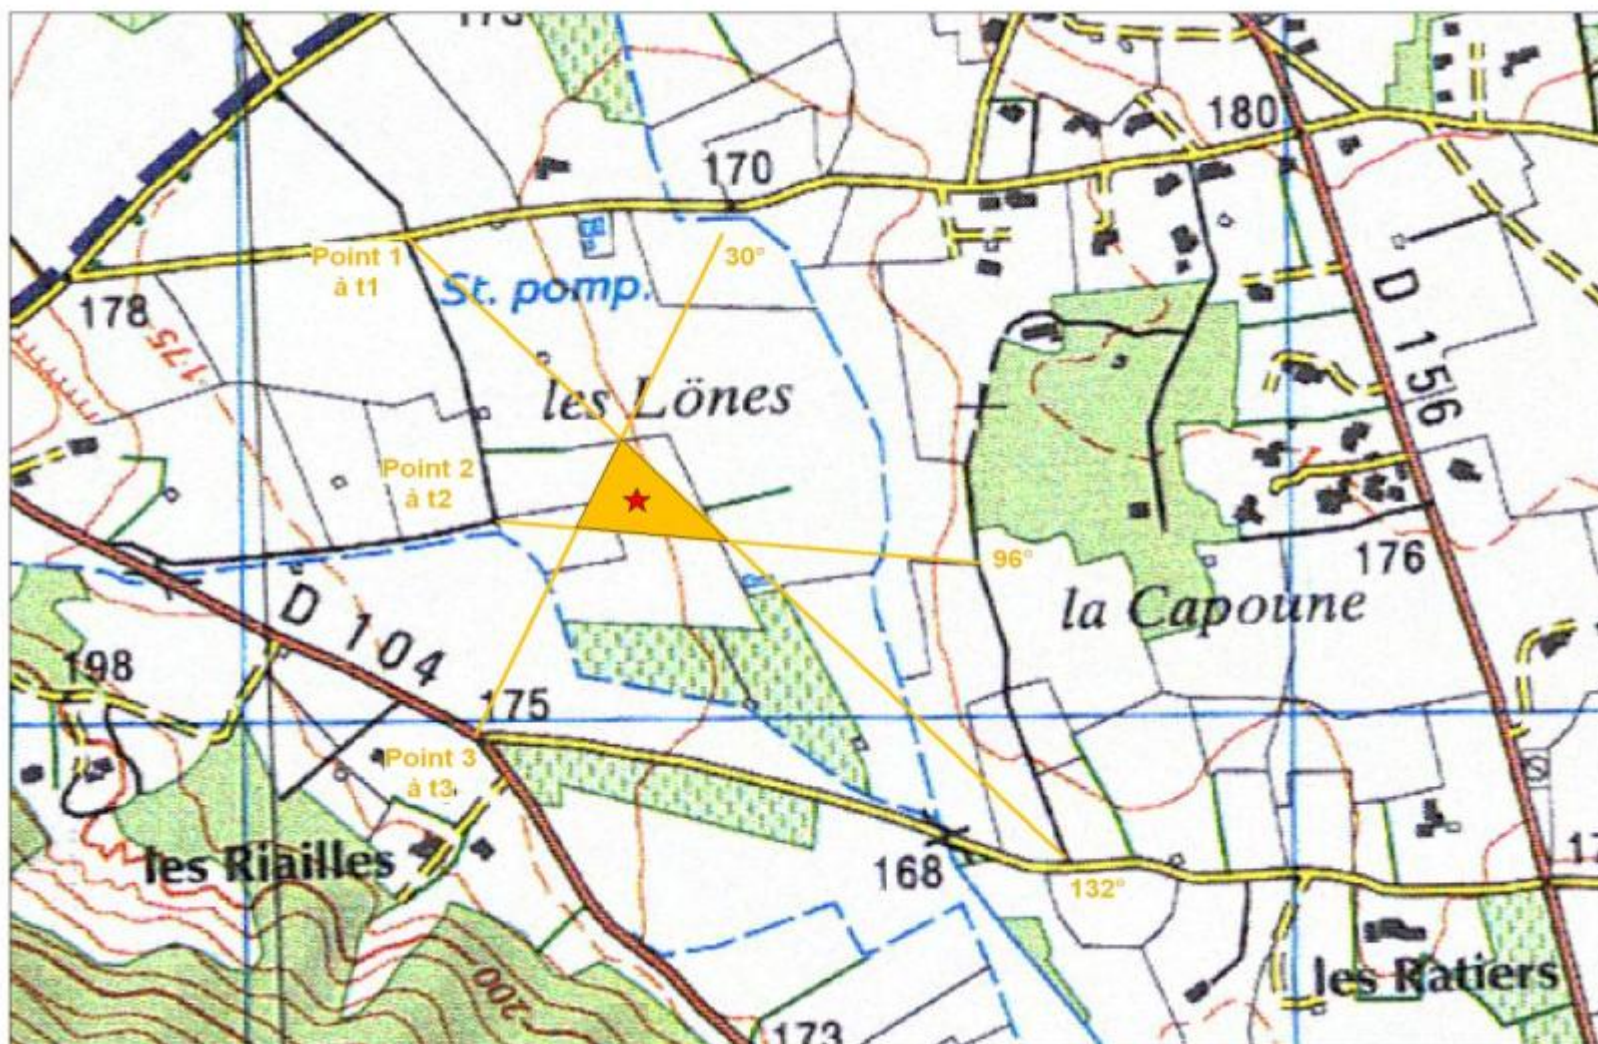 170
180
Point 1
à t1
30°
St. pomp.
178
175
D 156
les Lönes
Point 2
à t2
96°
176
la Capoune
D 104
198
175
Point 3
à t3
les Riailles
168
132°
les Ratiers
200
173